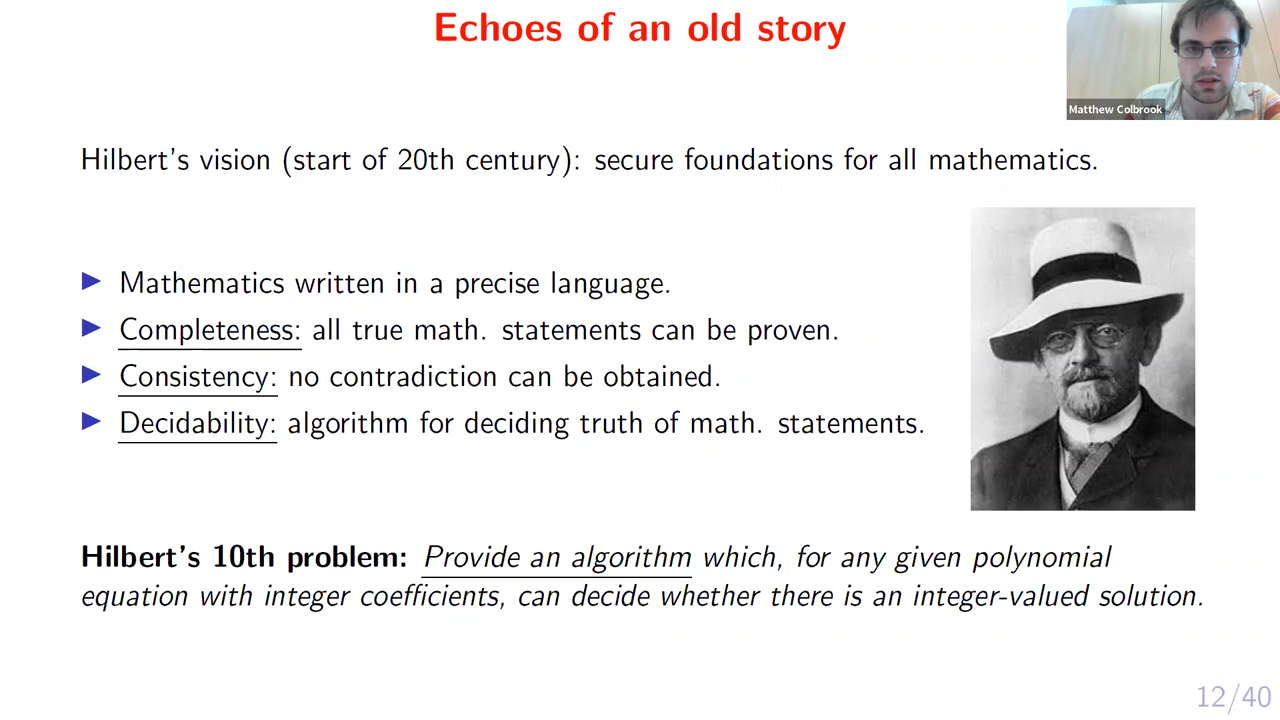 Echoes of an old story
Matthew Colbrook
Hilbert's vision (start of 20th century): secure foundations for all mathematics.
Mathematics written in a precise language.
Completeness: all true math. statements can be proven.
Consistency: no contradiction can be obtained.
Decidability: algorithm for deciding truth of math. statements.
Hilbert's 10th problem: Provide an algorithm which, for any given polynomial
equation with integer coefficients, can decide whether there is an integer-valued solution.
12/40